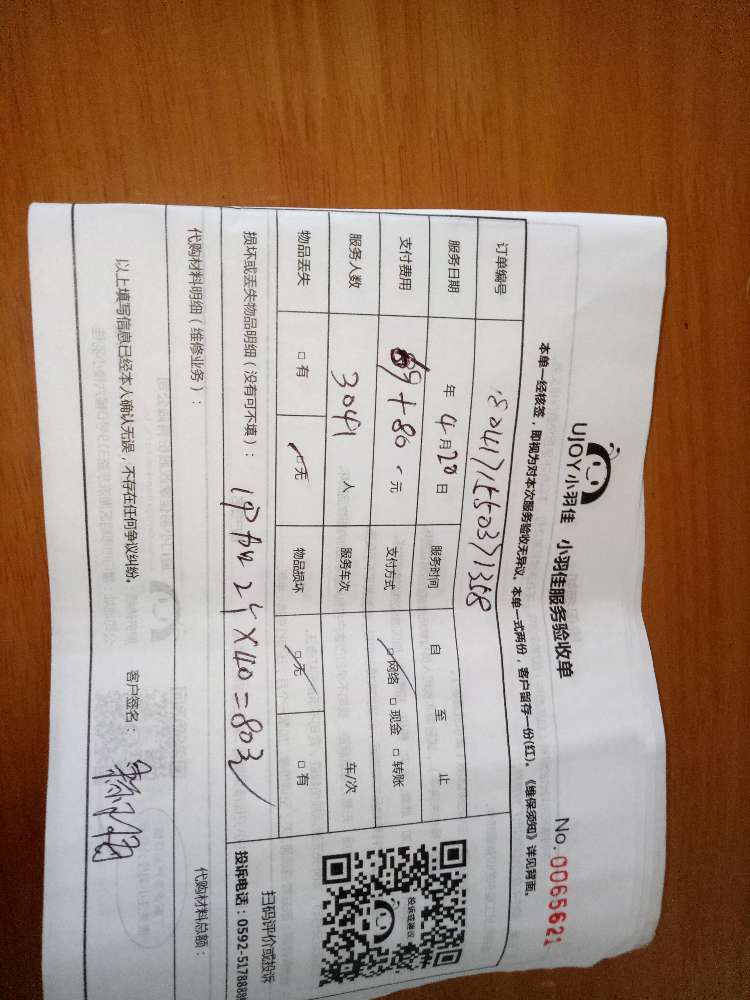 UJOY小羽佳 小羽佳服务验收单 No. 0065621
本单一经核签，即视为对本次服务验收无异议。本单一式两份，客户留存一份(红)。《维保须知》详见背面。
订单编号
服务日期 年 4月20日 服务时间 自 至 止
支付费用 69+80 元 支付方式 □网络 □现金 □转账
服务人数 3041 人 服务车次 车/次
物品丢失 □有 □无 物品损坏 □无 □有
损坏或丢失物品明细（没有可不填）：
代购材料明细（维修业务）： 代购材料总额：
以上填写信息已经本人确认无误，不存在任何争议纠纷。 客户签名：
投诉或建议
扫码评价或投诉
投诉电话：0592-5178888